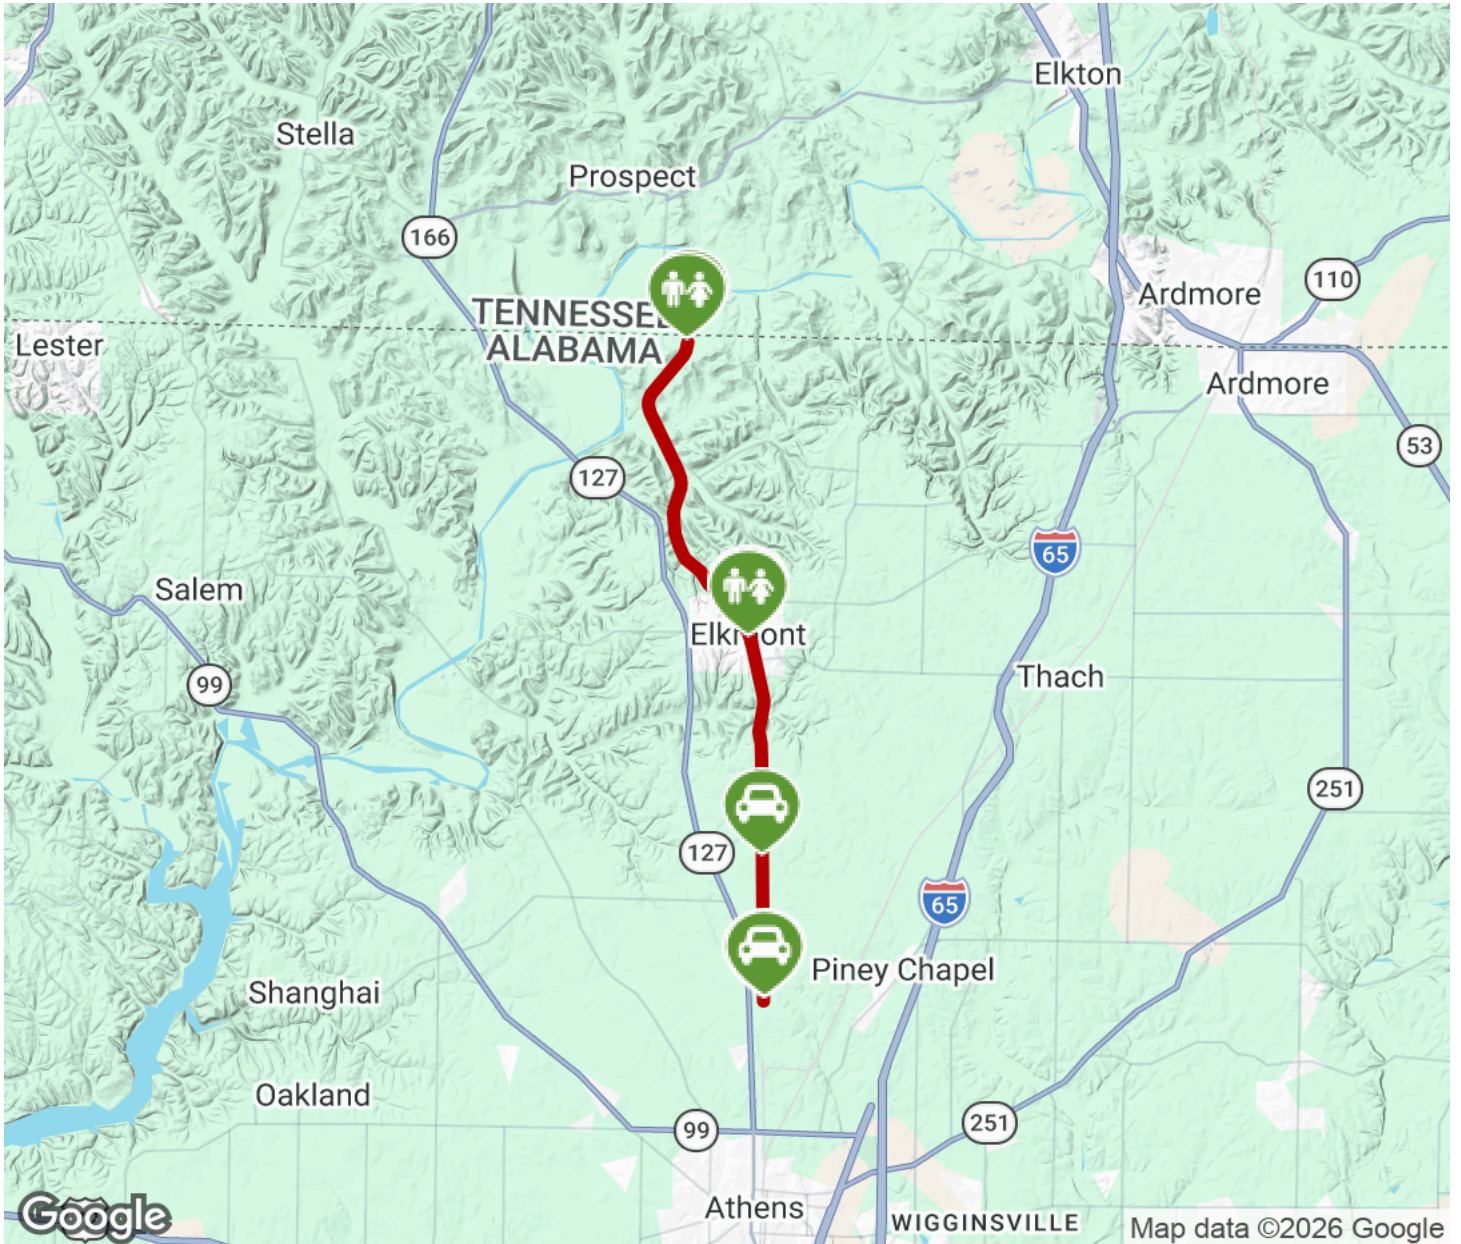 Elkton
Stella
Prospect
166
Ardmore
110
TENNESSEE
ALABAMA
Lester
Ardmore
53
127
65
Salem
Elkmont
Thach
99
251
127
65
Piney Chapel
Shanghai
Oakland
251
99
Athens
WIGGINSVILLE
Google
Map data ©2026 Google